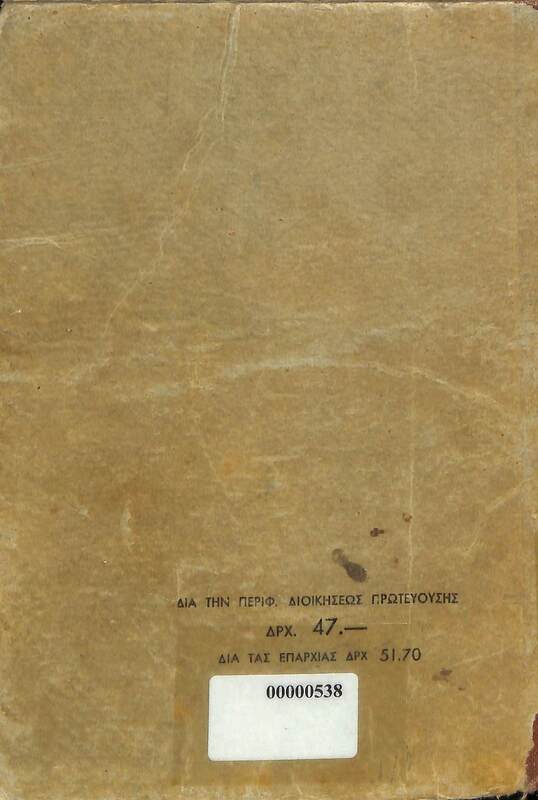 ΔΙΑ ΤΗΝ ΠΕΡΙΦ. ΔΙΟΙΚΗΣΕΩΣ ΠΡΩΤΕΥΟΥΣΗΣ
ΔΡΧ. 47.—
ΔΙΑ ΤΑΣ ΕΠΑΡΧΙΑΣ ΔΡΧ 51.70
00000538